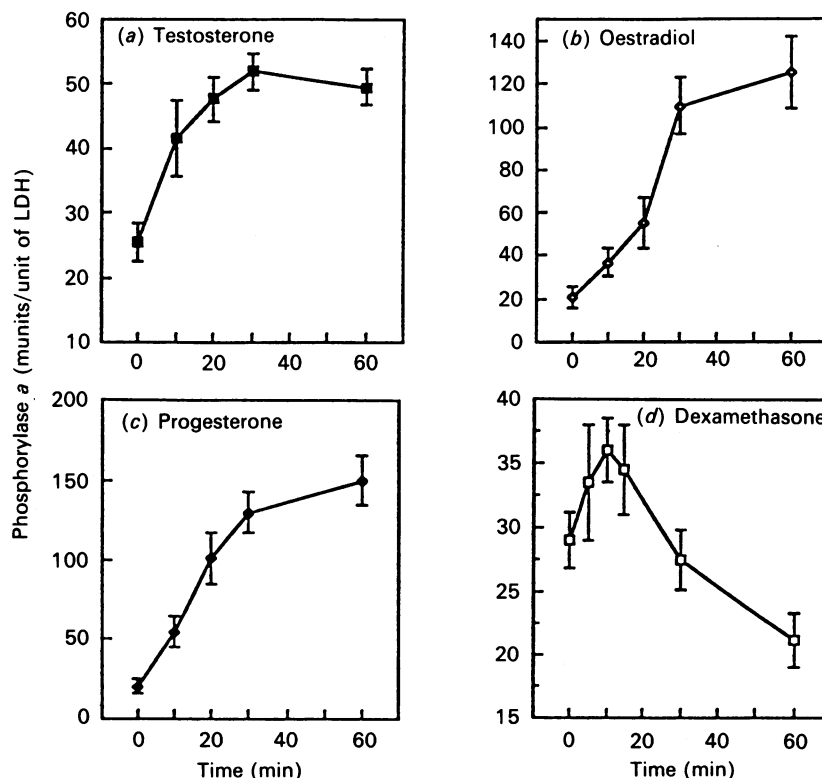 Phosphorylase a (munits/unit of LDH)
(a) Testosterone
60
50
40
30
20
10
0 20 40 60
(b) Oestradiol
140
120
100
80
60
40
20
0
0 20 40 60
(c) Progesterone
200
150
100
50
0
0 20 40 60
Time (min)
(d) Dexamethasone
40
35
30
25
20
15
0 20 40 60
Time (min)